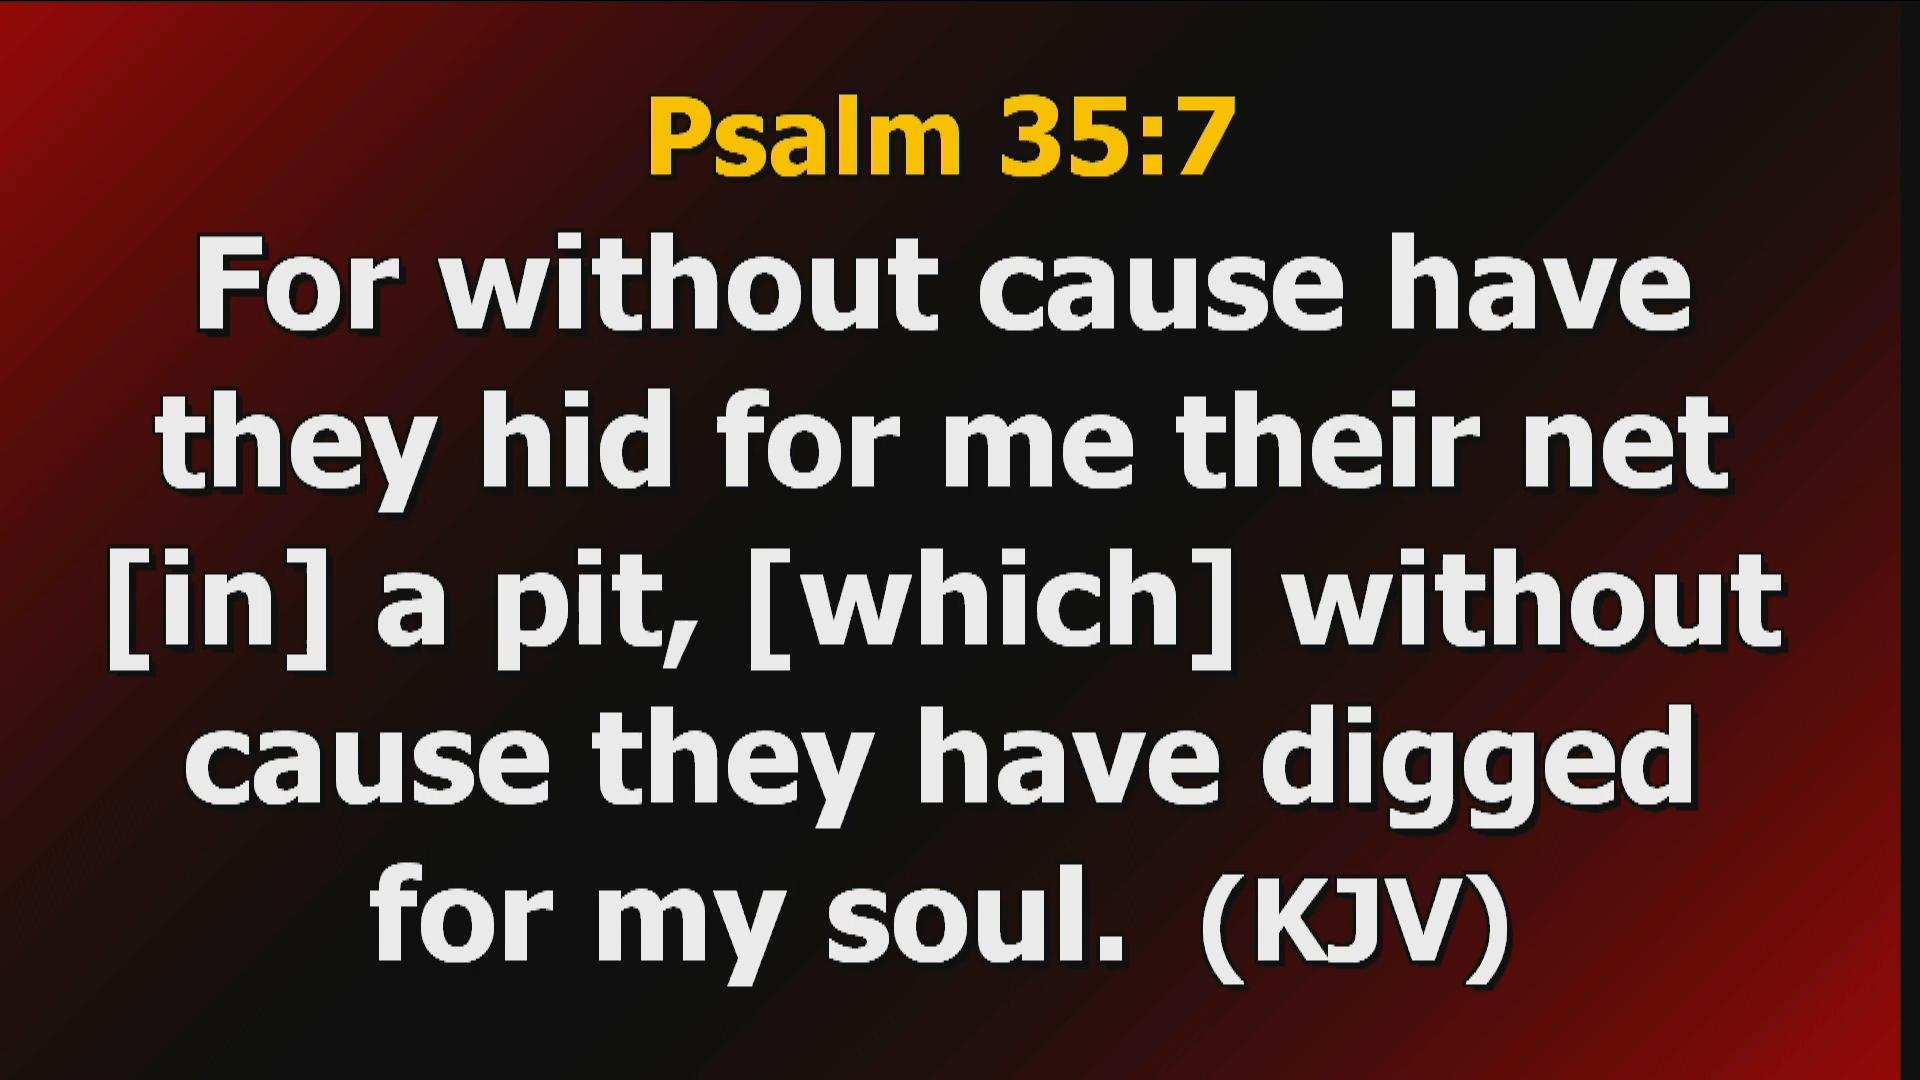 Psalm 35:7
For without cause have
they hid for me their net
[in] a pit, [which] without
cause they have digged
for my soul.  (KJV)